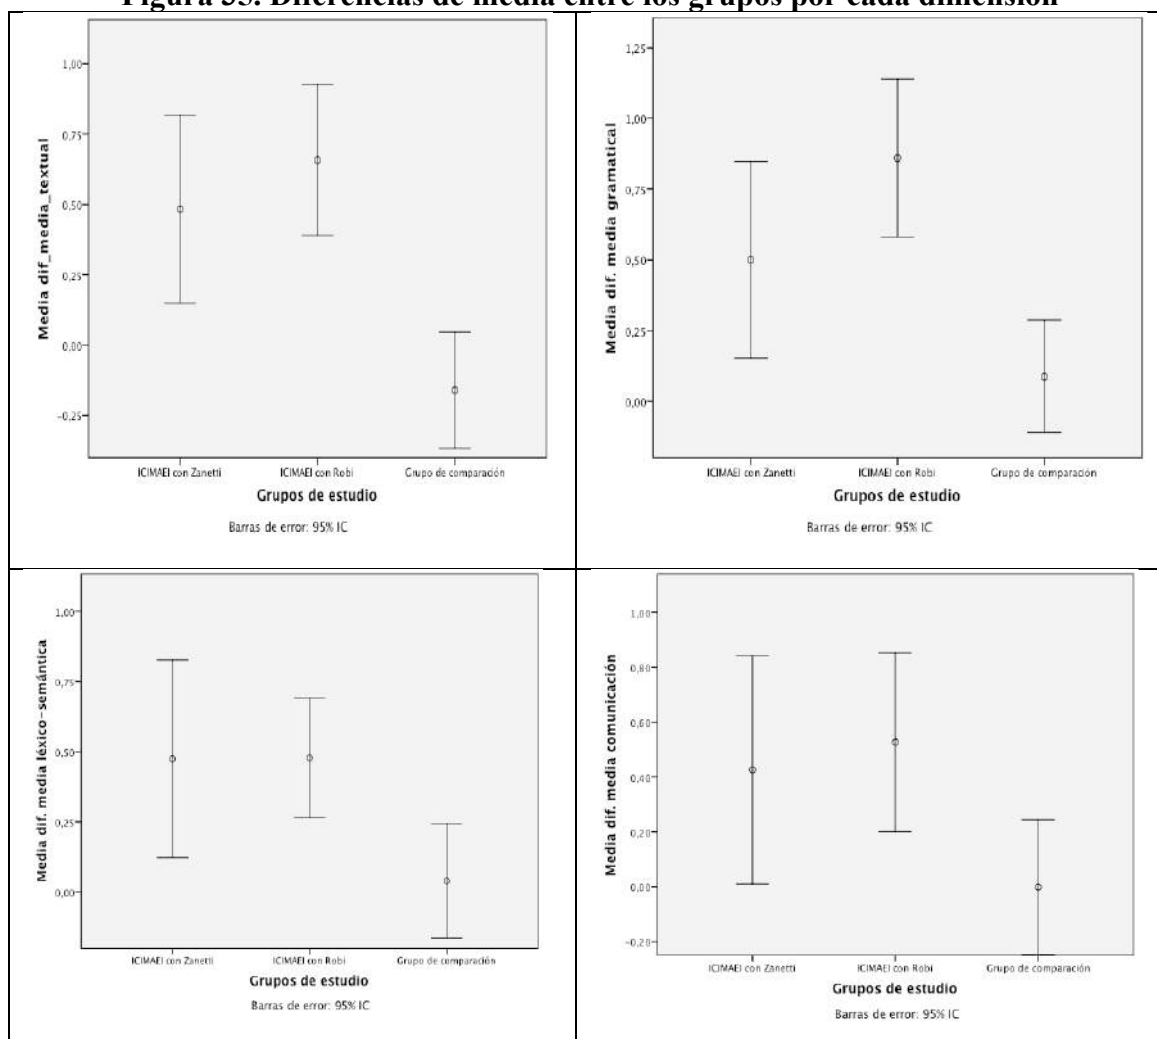 Figura 35. Diferencias de media entre los grupos por cada dimensión
Media dif_media_textual
1,00
0,75
0,50
0,25
0,00
-0,25
ICIMAEI con Zanetti
ICIMAEI con Robi
Grupo de comparación
Grupos de estudio
Barras de error: 95% IC
Media dif. media gramatical
1,25
1,00
0,75
0,50
0,25
0,00
ICIMAEI con Zanetti
ICIMAEI con Robi
Grupo de comparación
Grupos de estudio
Barras de error: 95% IC
Media dif. media léxico-semántica
1,00
0,75
0,50
0,25
0,00
ICIMAEI con Zanetti
ICIMAEI con Robi
Grupo de comparación
Grupos de estudio
Barras de error: 95% IC
Media dif. media comunicación
1,00
0,80
0,60
0,40
0,20
0,00
-0,20
ICIMAEI con Zanetti
ICIMAEI con Robi
Grupo de comparación
Grupos de estudio
Barras de error: 95% IC